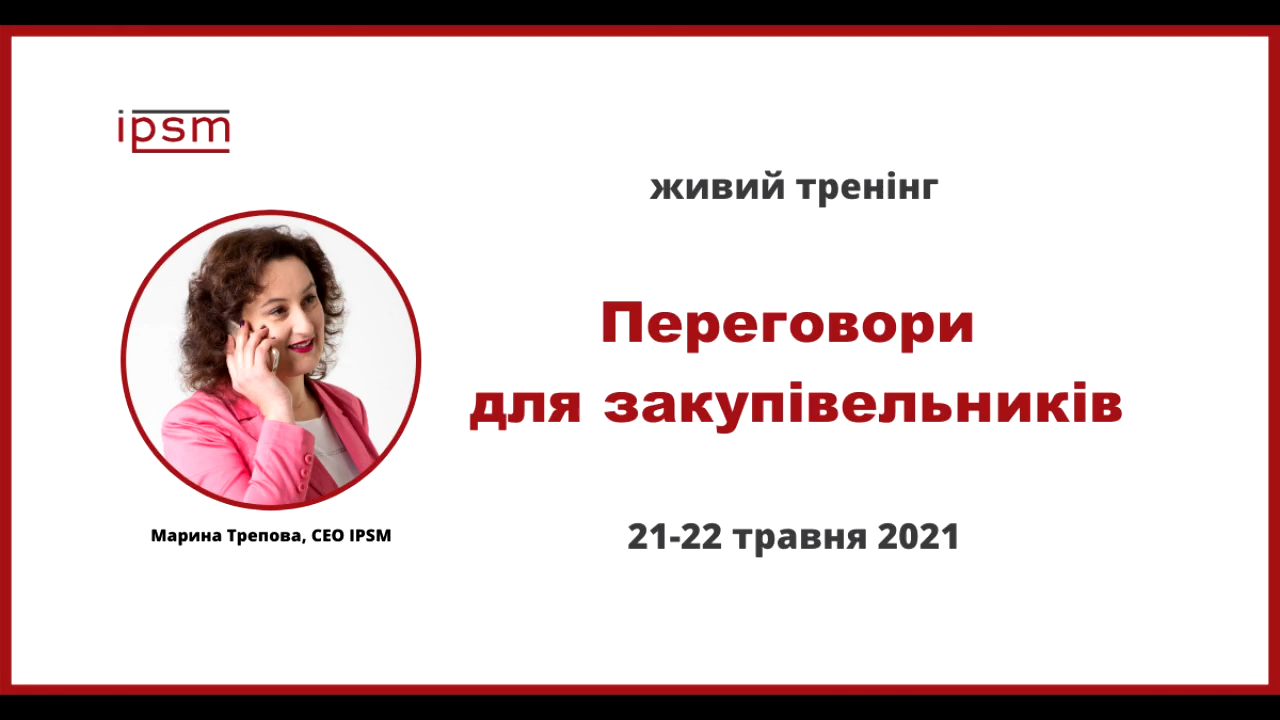 ipsm
живий тренінг
Переговори
для закупівельників
Марина Трепова, CEO IPSM
21-22 травня 2021